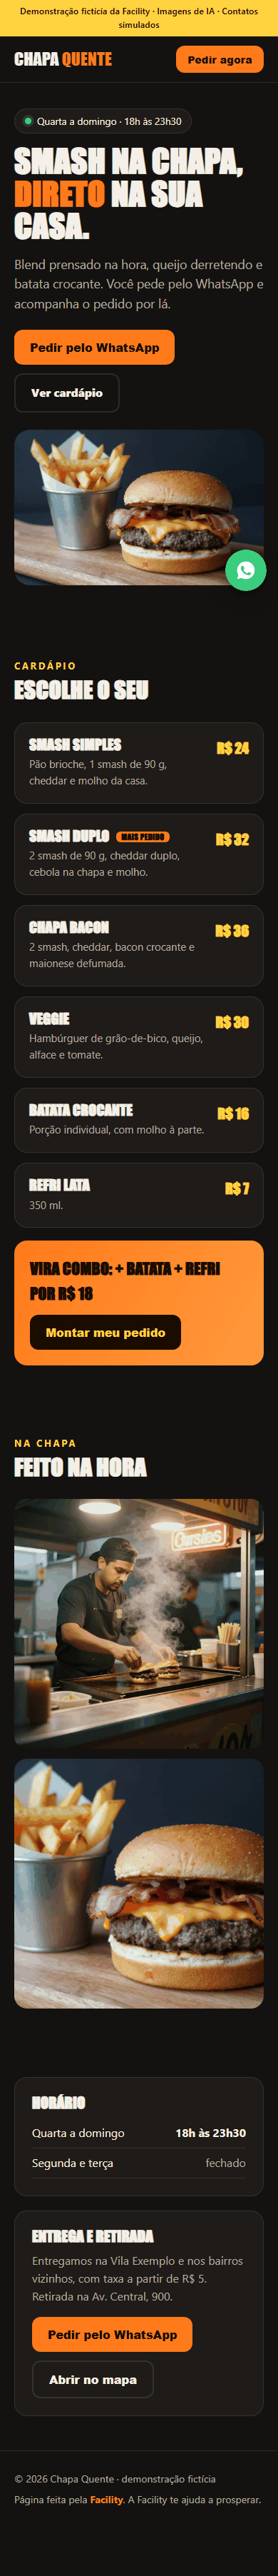 Demonstração fictícia da Facility · Imagens de IA · Contatos
simulados
CHAPA QUENTE
Pedir agora
Quarta a domingo · 18h às 23h30
SMASH NA CHAPA,
DIRETO NA SUA
CASA.
Blend prensado na hora, queijo derretendo e
batata crocante. Você pede pelo WhatsApp e
acompanha o pedido por lá.
Pedir pelo WhatsApp
Ver cardápio
CARDÁPIO
ESCOLHE O SEU
SMASH SIMPLES
R$ 24
Pão brioche, 1 smash de 90 g,
cheddar e molho da casa.
SMASH DUPLO MAIS PEDIDO
R$ 32
2 smash de 90 g, cheddar duplo,
cebola na chapa e molho.
CHAPA BACON
R$ 36
2 smash, cheddar, bacon crocante e
maionese defumada.
VEGGIE
R$ 30
Hambúrguer de grão-de-bico, queijo,
alface e tomate.
BATATA CROCANTE
R$ 16
Porção individual, com molho à parte.
REFRI LATA
R$ 7
350 ml.
VIRA COMBO: + BATATA + REFRI
POR R$ 18
Montar meu pedido
NA CHAPA
FEITO NA HORA
HORÁRIO
Quarta a domingo 18h às 23h30
Segunda e terça fechado
ENTREGA E RETIRADA
Entregamos na Vila Exemplo e nos bairros
vizinhos, com taxa a partir de R$ 5.
Retirada na Av. Central, 900.
Pedir pelo WhatsApp
Abrir no mapa
© 2026 Chapa Quente · demonstração fictícia
Página feita pela Facility. A Facility te ajuda a prosperar.